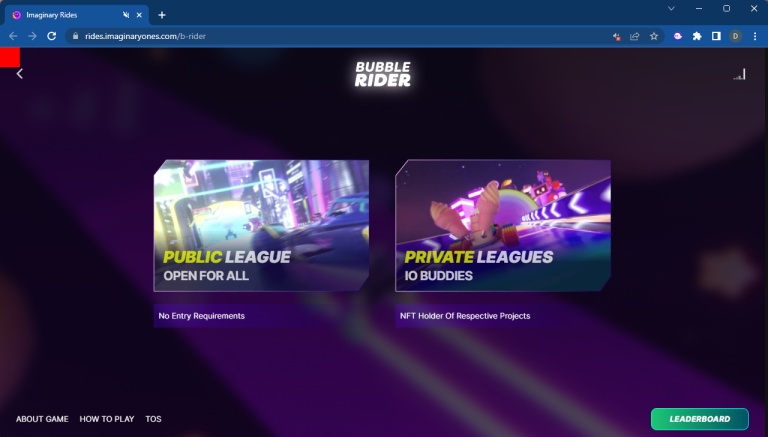 Imaginary Rides
rides.imaginaryones.com/b-rider
D
BUBBLE
RIDER
PUBLIC LEAGUE
OPEN FOR ALL
PRIVATE LEAGUES
IO BUDDIES
No Entry Requirements
NFT Holder Of Respective Projects
ABOUT GAME HOW TO PLAY TOS
LEADERBOARD